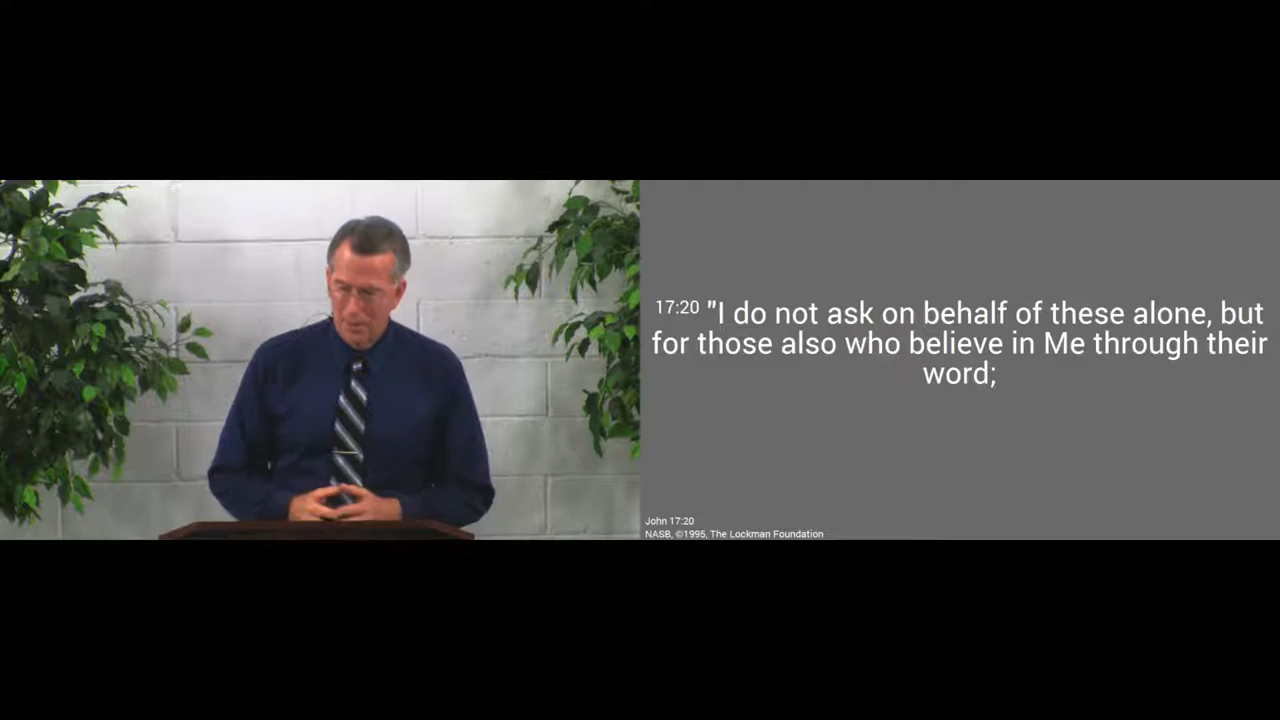 17:20 "I do not ask on behalf of these alone, but
for those also who believe in Me through their
word;
John 17:20
NASB, ©1995, The Lockman Foundation